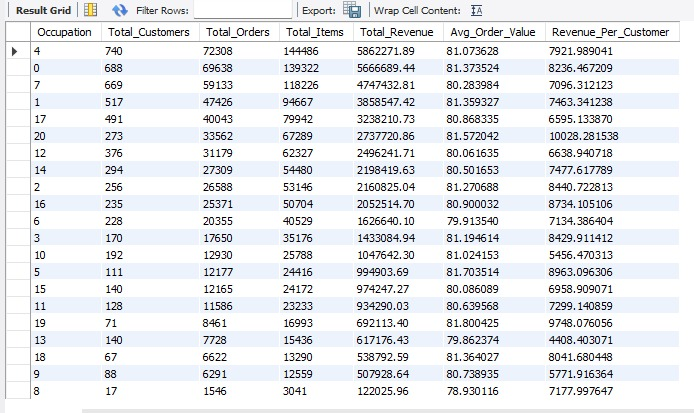 Result Grid Filter Rows: Export: Wrap Cell Content:
Occupation Total_Customers Total_Orders Total_Items Total_Revenue Avg_Order_Value Revenue_Per_Customer
4 740 72308 144486 5862271.89 81.073628 7921.989041
0 688 69638 139322 5666689.44 81.373524 8236.467209
7 669 59133 118226 4747432.81 80.283984 7096.312123
1 517 47426 94667 3858547.42 81.359327 7463.341238
17 491 40043 79942 3238210.73 80.868335 6595.133870
20 273 33562 67289 2737720.86 81.572042 10028.281538
12 376 31179 62327 2496241.71 80.061635 6638.940718
14 294 27309 54480 2198419.63 80.501653 7477.617789
2 256 26588 53146 2160825.04 81.270688 8440.722813
16 235 25371 50704 2052514.70 80.900032 8734.105106
6 228 20355 40529 1626640.10 79.913540 7134.386404
3 170 17650 35176 1433084.94 81.194614 8429.911412
10 192 12930 25788 1047642.30 81.024153 5456.470313
5 111 12177 24416 994903.69 81.703514 8963.096306
15 140 12165 24172 974247.27 80.086089 6958.909071
11 128 11586 23233 934290.03 80.639568 7299.140859
19 71 8461 16993 692113.40 81.800425 9748.076056
13 140 7728 15436 617176.43 79.862374 4408.403071
18 67 6622 13290 538792.59 81.364027 8041.680448
9 88 6291 12559 507928.64 80.738935 5771.916364
8 17 1546 3041 122025.96 78.930116 7177.997647